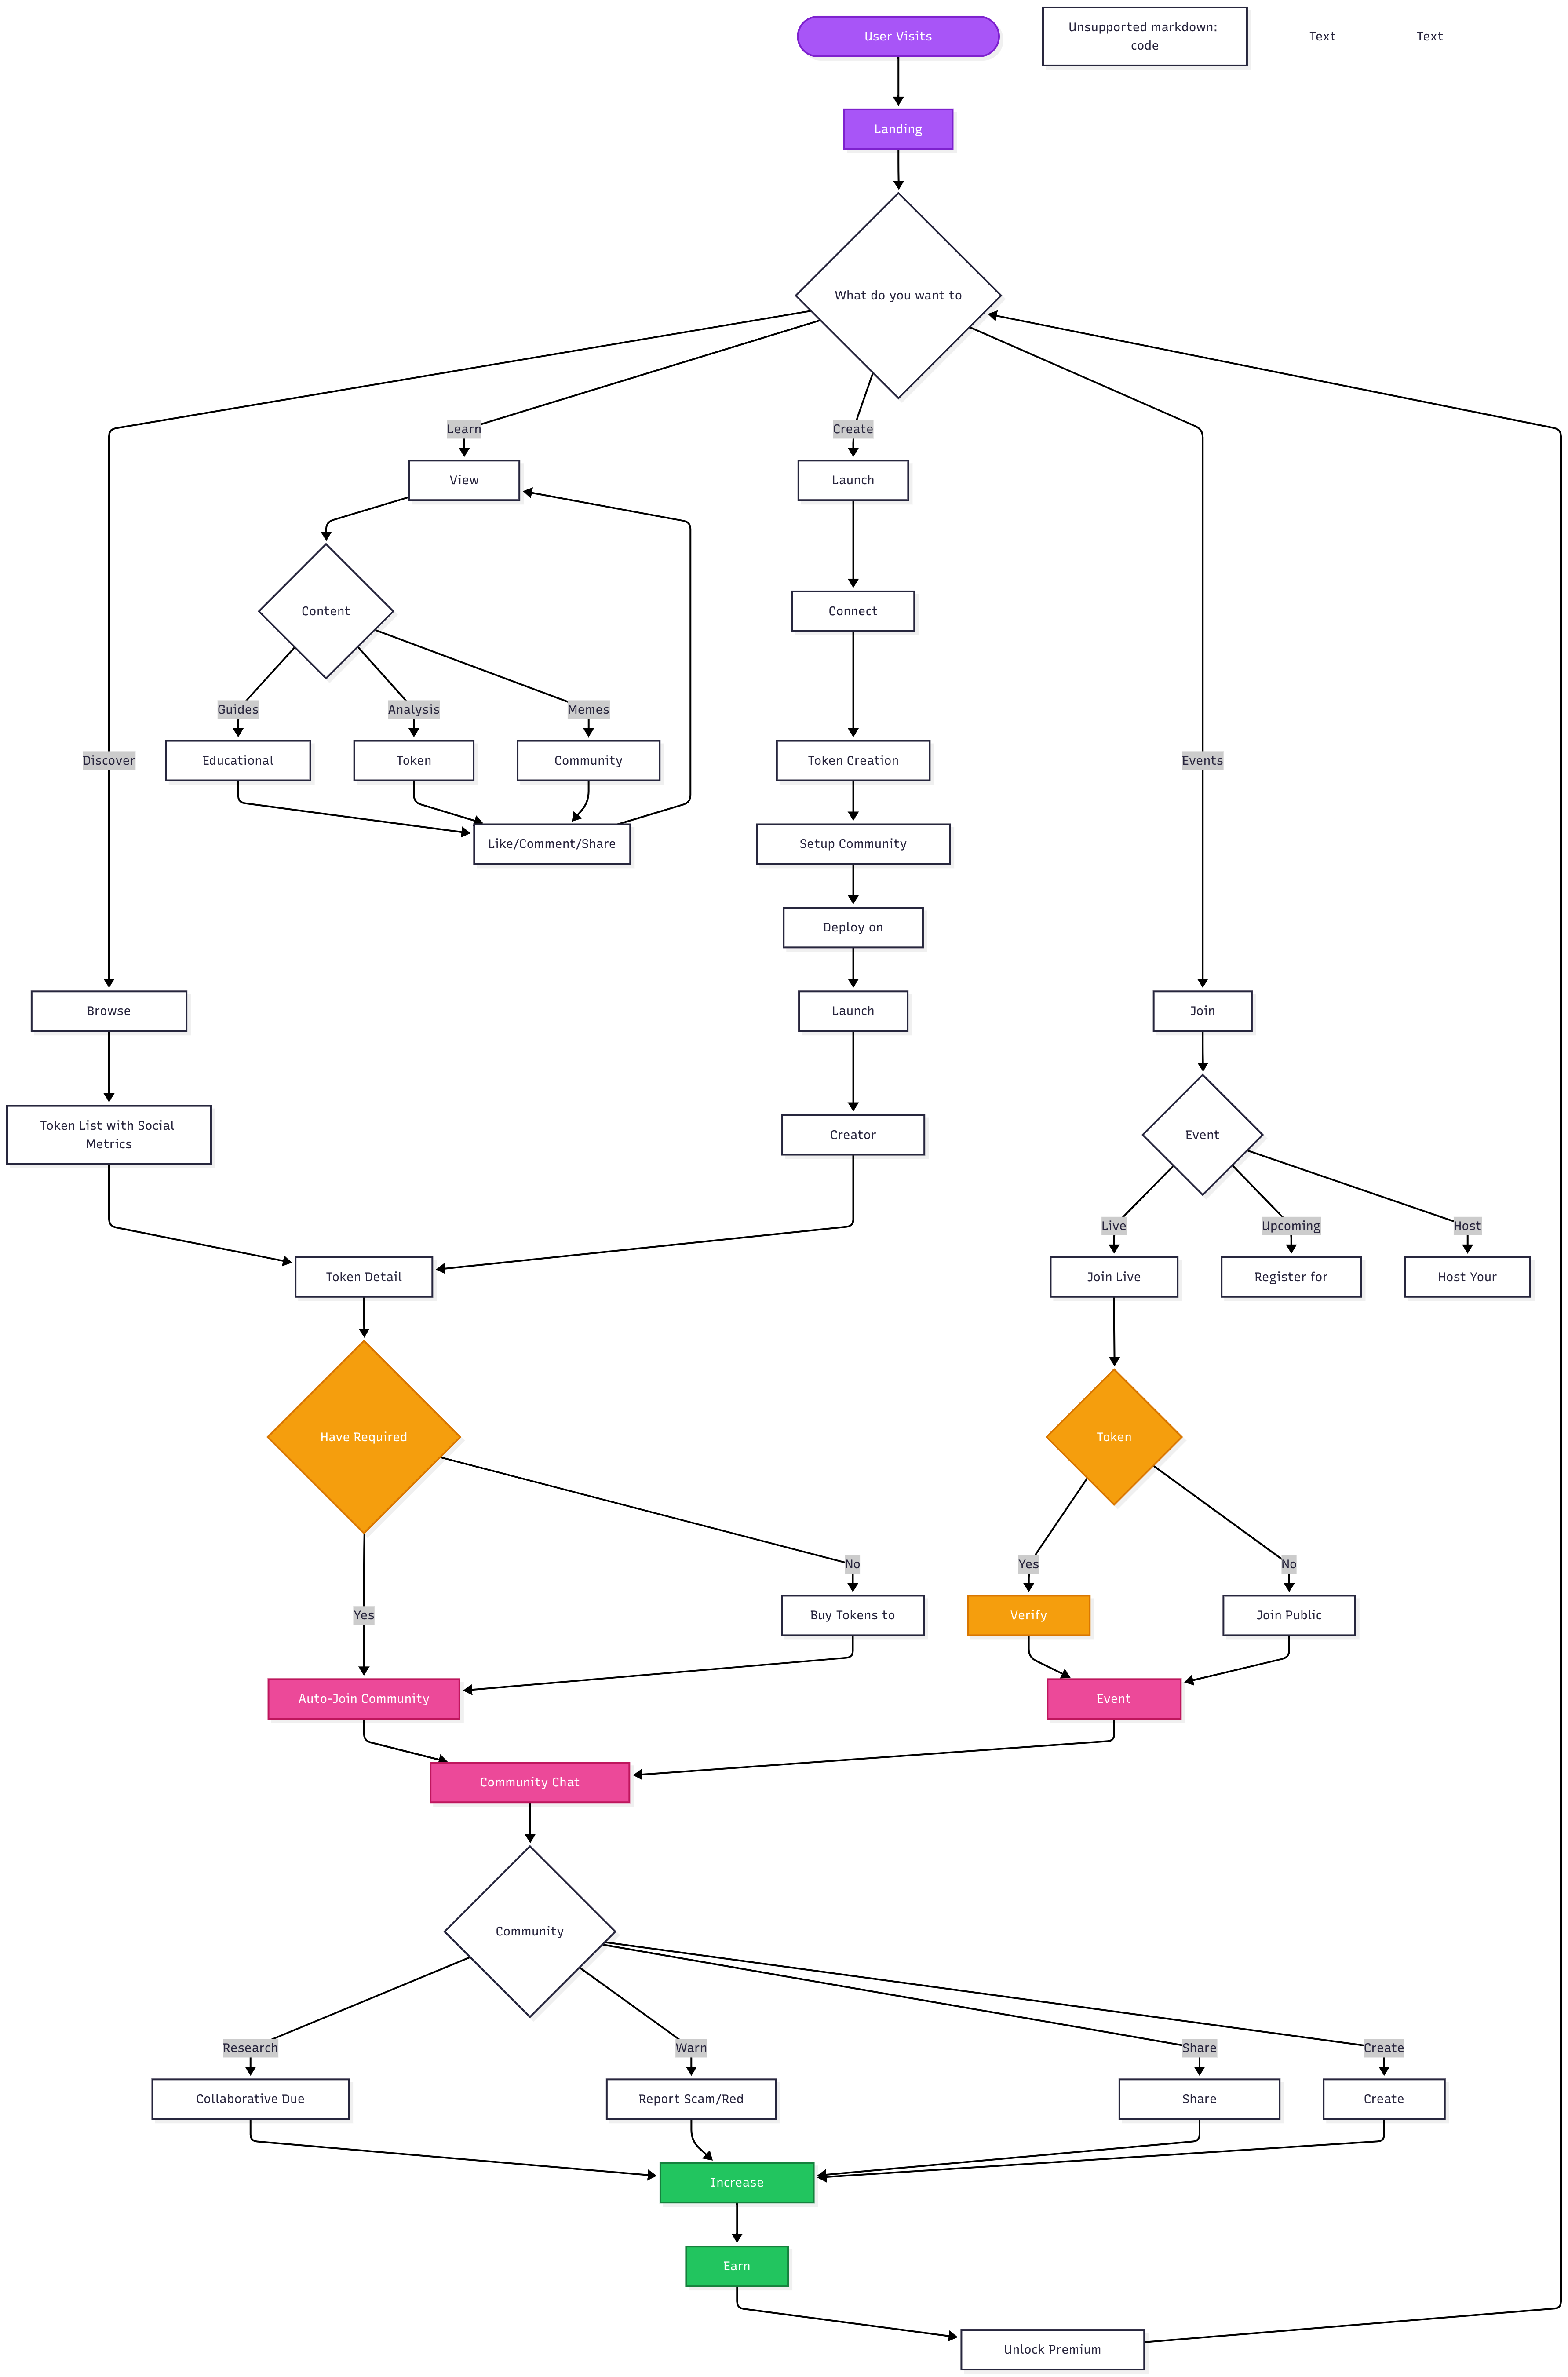 User Visits
Unsupported markdown:
code
Text
Text
Landing
What do you want to
Learn
Create
View
Launch
Content
Connect
Guides
Analysis
Memes
Discover
Educational
Token
Community
Token Creation
Events
Like/Comment/Share
Setup Community
Deploy on
Browse
Launch
Join
Token List with Social
Metrics
Creator
Event
Live
Upcoming
Host
Token Detail
Join Live
Register for
Host Your
Have Required
Token
No
Yes
No
Yes
Buy Tokens to
Verify
Join Public
Auto-Join Community
Event
Community Chat
Community
Research
Warn
Share
Create
Collaborative Due
Report Scam/Red
Share
Create
Increase
Earn
Unlock Premium